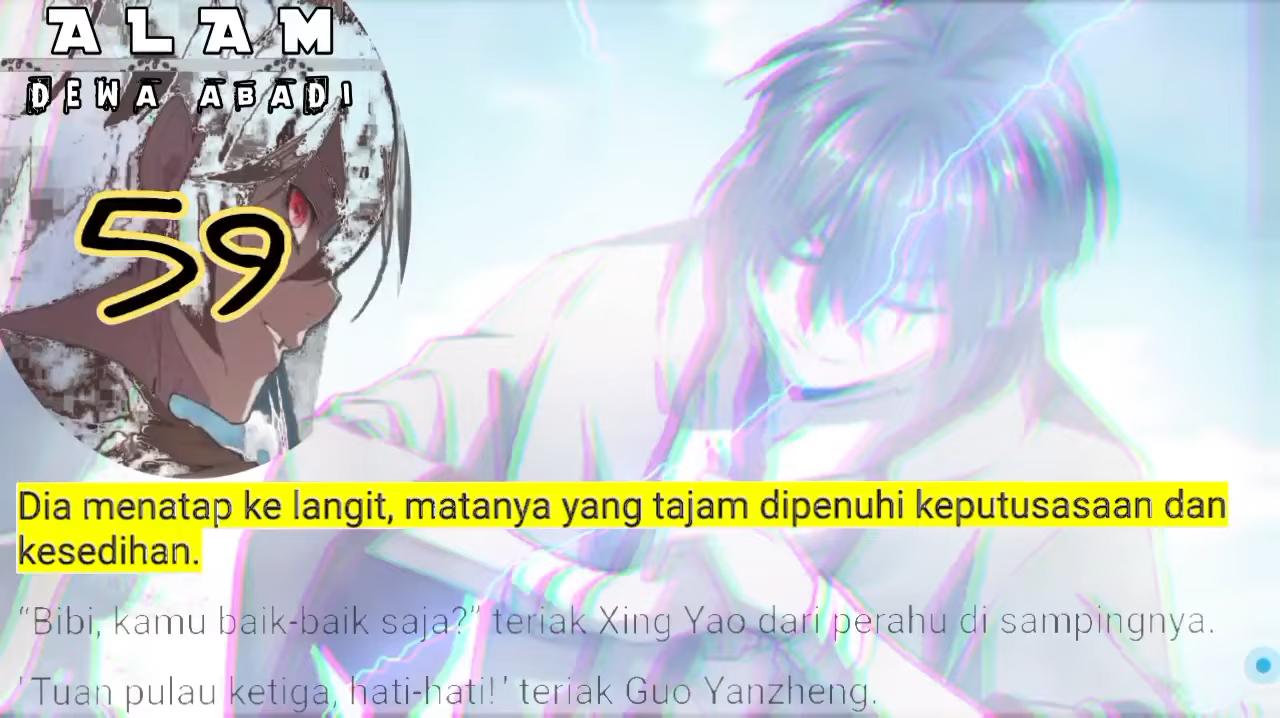 ALAM
DEWA ABADI
59
Dia menatap ke langit, matanya yang tajam dipenuhi keputusasaan dan
kesedihan.
“Bibi, kamu baik-baik saja?” teriak Xing Yao dari perahu di sampingnya.
'Tuan pulau ketiga, hati-hati!' teriak Guo Yanzheng.